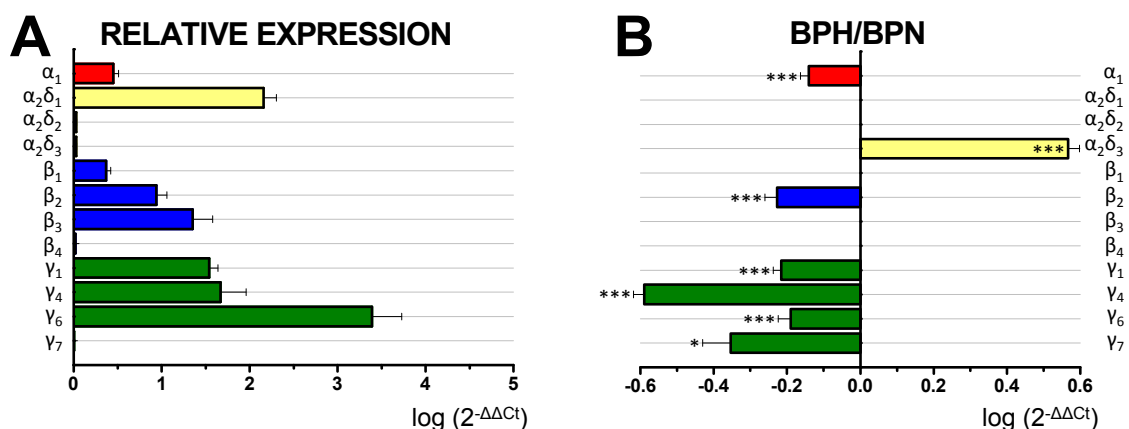 A RELATIVE EXPRESSION
α₁
α₂δ₁
α₂δ₂
α₂δ₃
β₁
β₂
β₃
β₄
γ₁
γ₄
γ₆
γ₇
0 1 2 3 4 5
log (2^-ΔΔCt)
B BPH/BPN
*** α₁
α₂δ₁
α₂δ₂
*** α₂δ₃
β₁
*** β₂
β₃
β₄
*** γ₁
*** γ₄
*** γ₆
* γ₇
-0.6 -0.4 -0.2 0.0 0.2 0.4 0.6
log (2^-ΔΔCt)